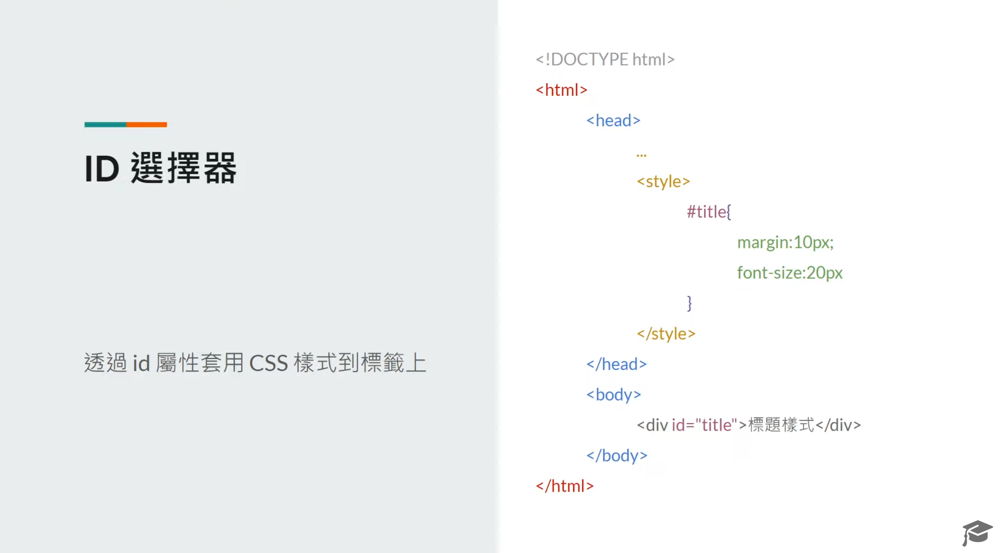 ID 選擇器
透過 id 屬性套用 CSS 樣式到標籤上
<!DOCTYPE html>
<html>
<head>
...
<style>
#title{
margin:10px;
font-size:20px
}
</style>
</head>
<body>
<div id="title">標題樣式</div>
</body>
</html>